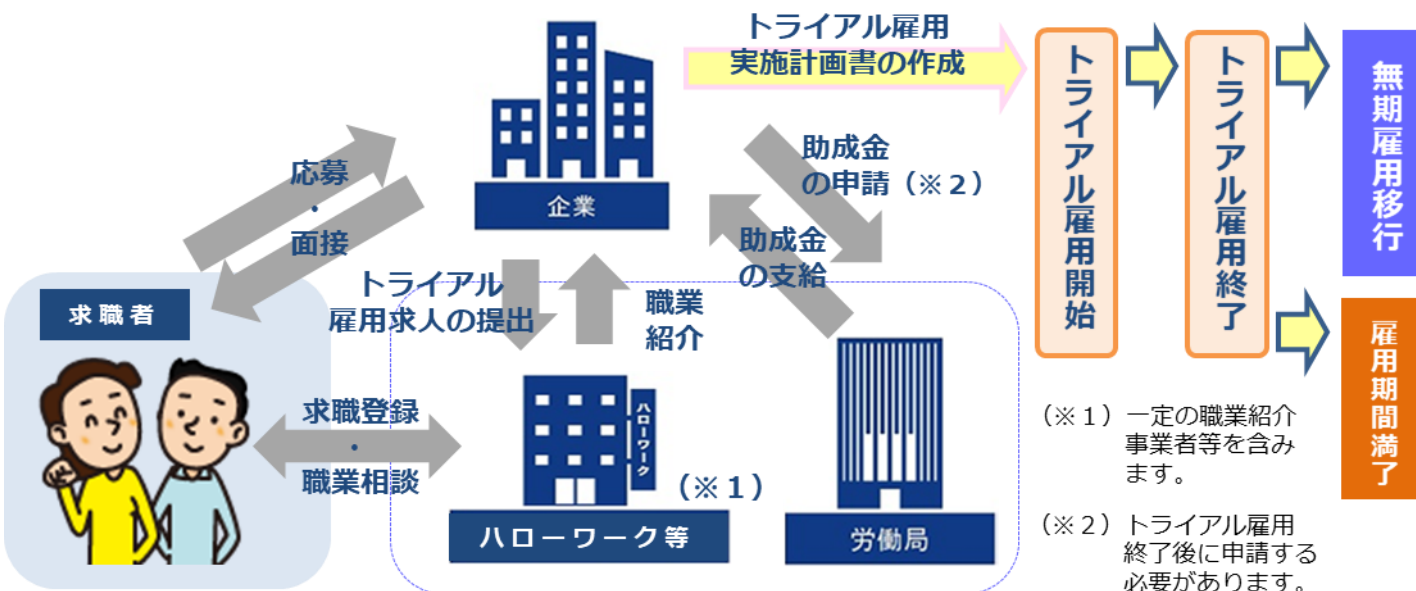 トライアル雇用
実施計画書の作成
企業
応募
・
面接
助成金
の申請（※２）
助成金
の支給
トライアル
雇用求人の提出
職業
紹介
求職者
求職登録
・
職業相談
ハローワーク
（※１）
ハローワーク等
労働局
トライアル雇用開始
トライアル雇用終了
無期雇用移行
雇用期間満了
（※１）一定の職業紹介
事業者等を含み
ます。
（※２）トライアル雇用
終了後に申請する
必要があります。